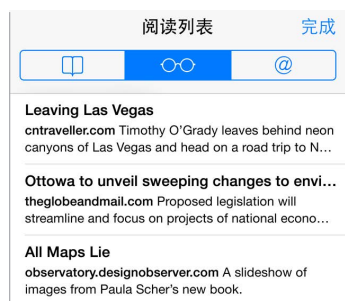 阅读列表 完成
@
Leaving Las Vegas
cntraveller.com Timothy O’Grady leaves behind neon
canyons of Las Vegas and head on a road trip to N…
Ottowa to unveil sweeping changes to envi…
theglobeandmail.com Proposed legislation will
streamline and focus on projects of national econo…
All Maps Lie
observatory.designobserver.com A slideshow of
images from Paula Scher’s new book.